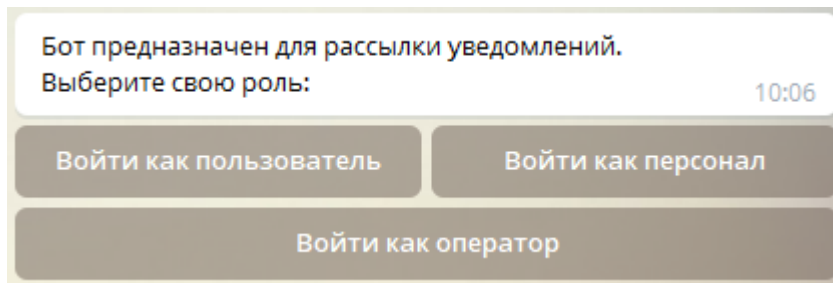 Бот предназначен для рассылки уведомлений.
Выберите свою роль:
10:06
Войти как пользователь
Войти как персонал
Войти как оператор